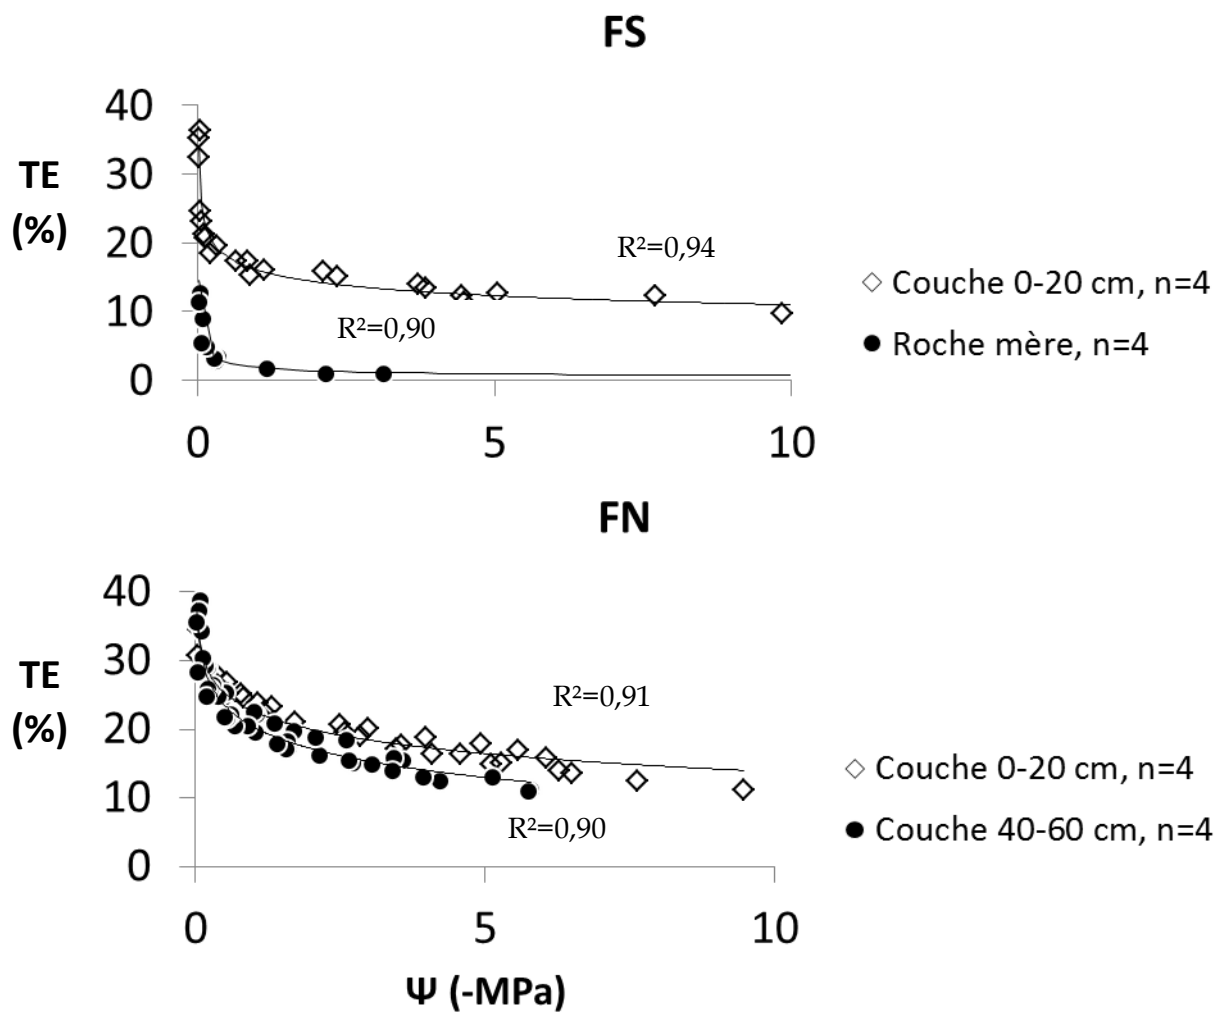 FS
40
30
20
10
0
TE
(%)
R²=0,94
R²=0,90
0 5 10
Couche 0-20 cm, n=4
Roche mère, n=4
FN
40
30
20
10
0
TE
(%)
R²=0,91
R²=0,90
0 5 10
Ψ (-MPa)
Couche 0-20 cm, n=4
Couche 40-60 cm, n=4